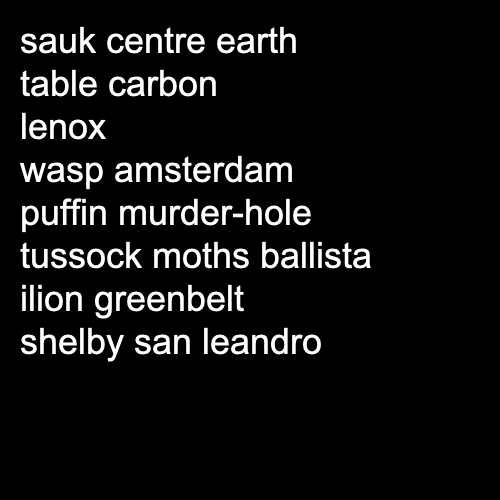 sauk centre earth
table carbon
lenox
wasp amsterdam
puffin murder-hole
tussock moths ballista
ilion greenbelt
shelby san leandro